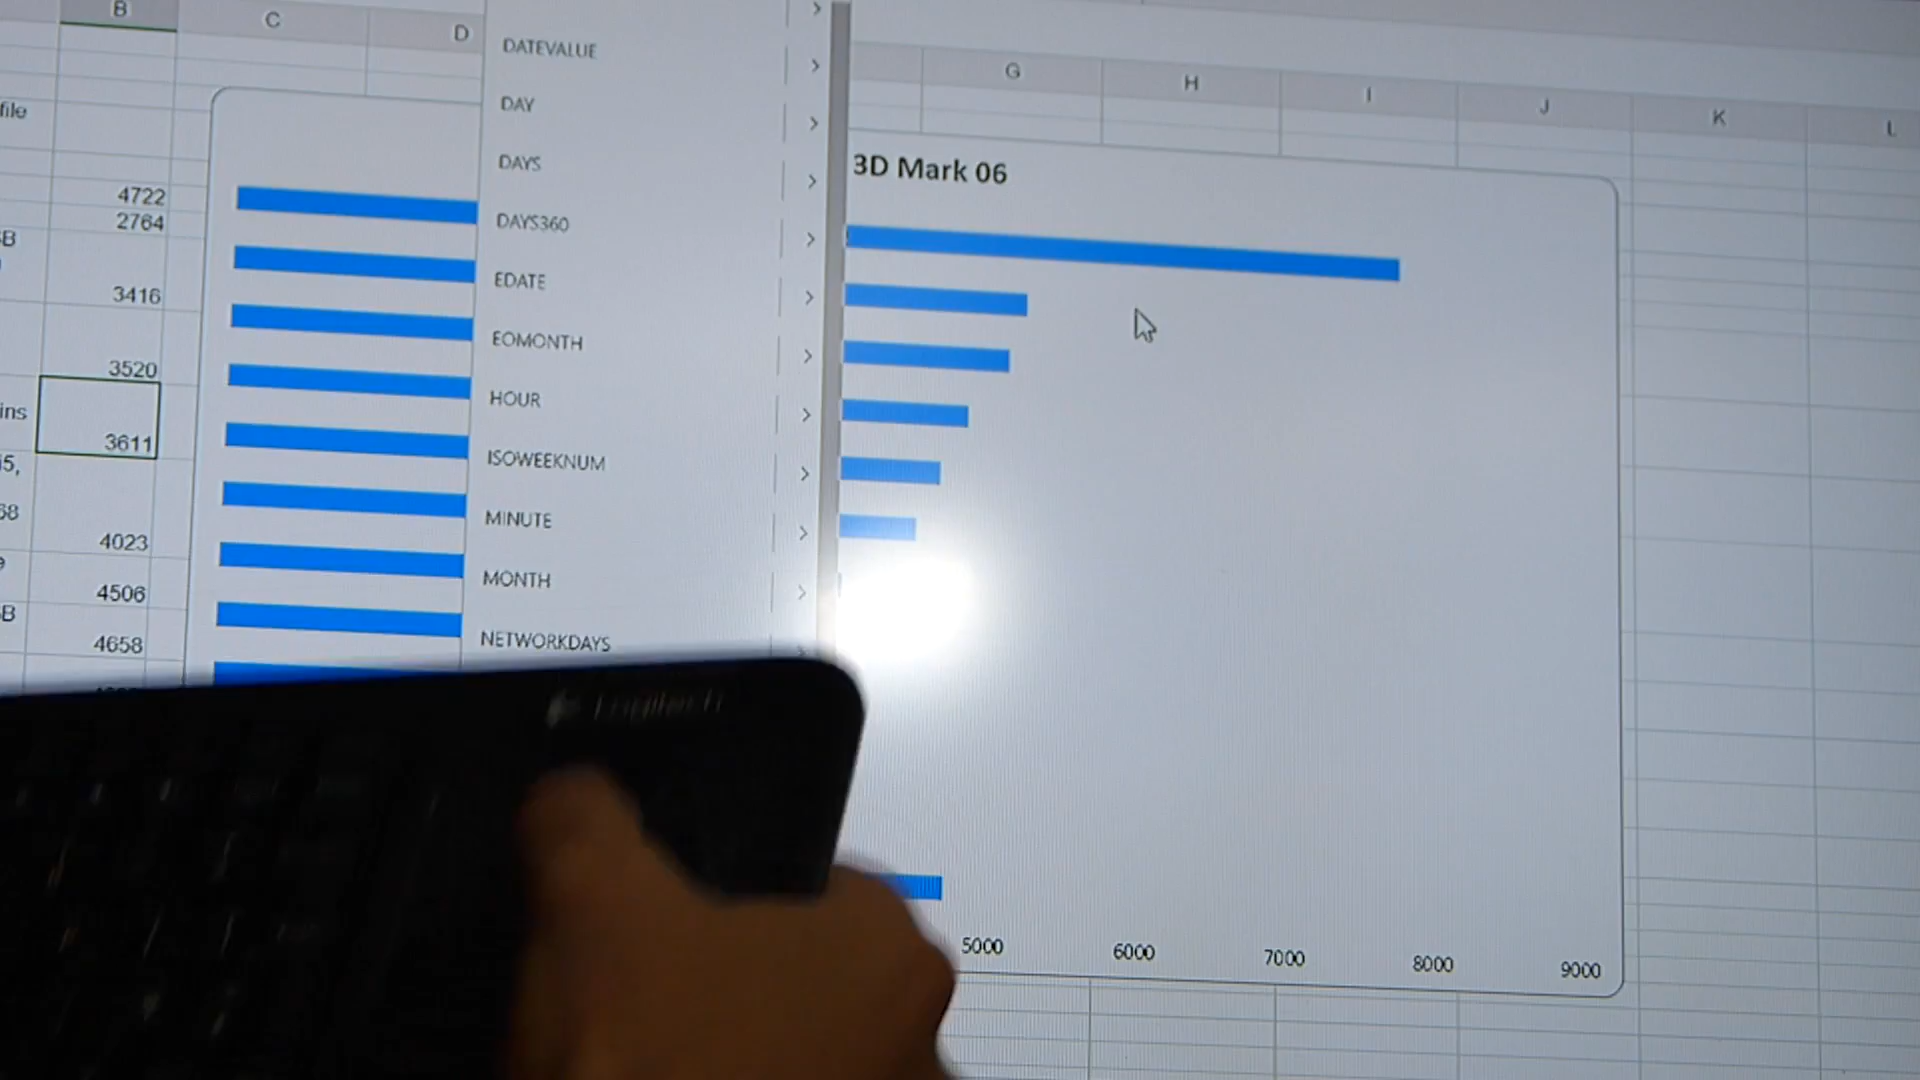 B
C
D
G
H
I
J
K
L
file
4722
2764
3416
3520
ins
3611
4023
4506
4658
DATEVALUE
DAY
DAYS
DAYS360
EDATE
EOMONTH
HOUR
ISOWEEKNUM
MINUTE
MONTH
NETWORKDAYS
3D Mark 06
5000
6000
7000
8000
9000
Logitech